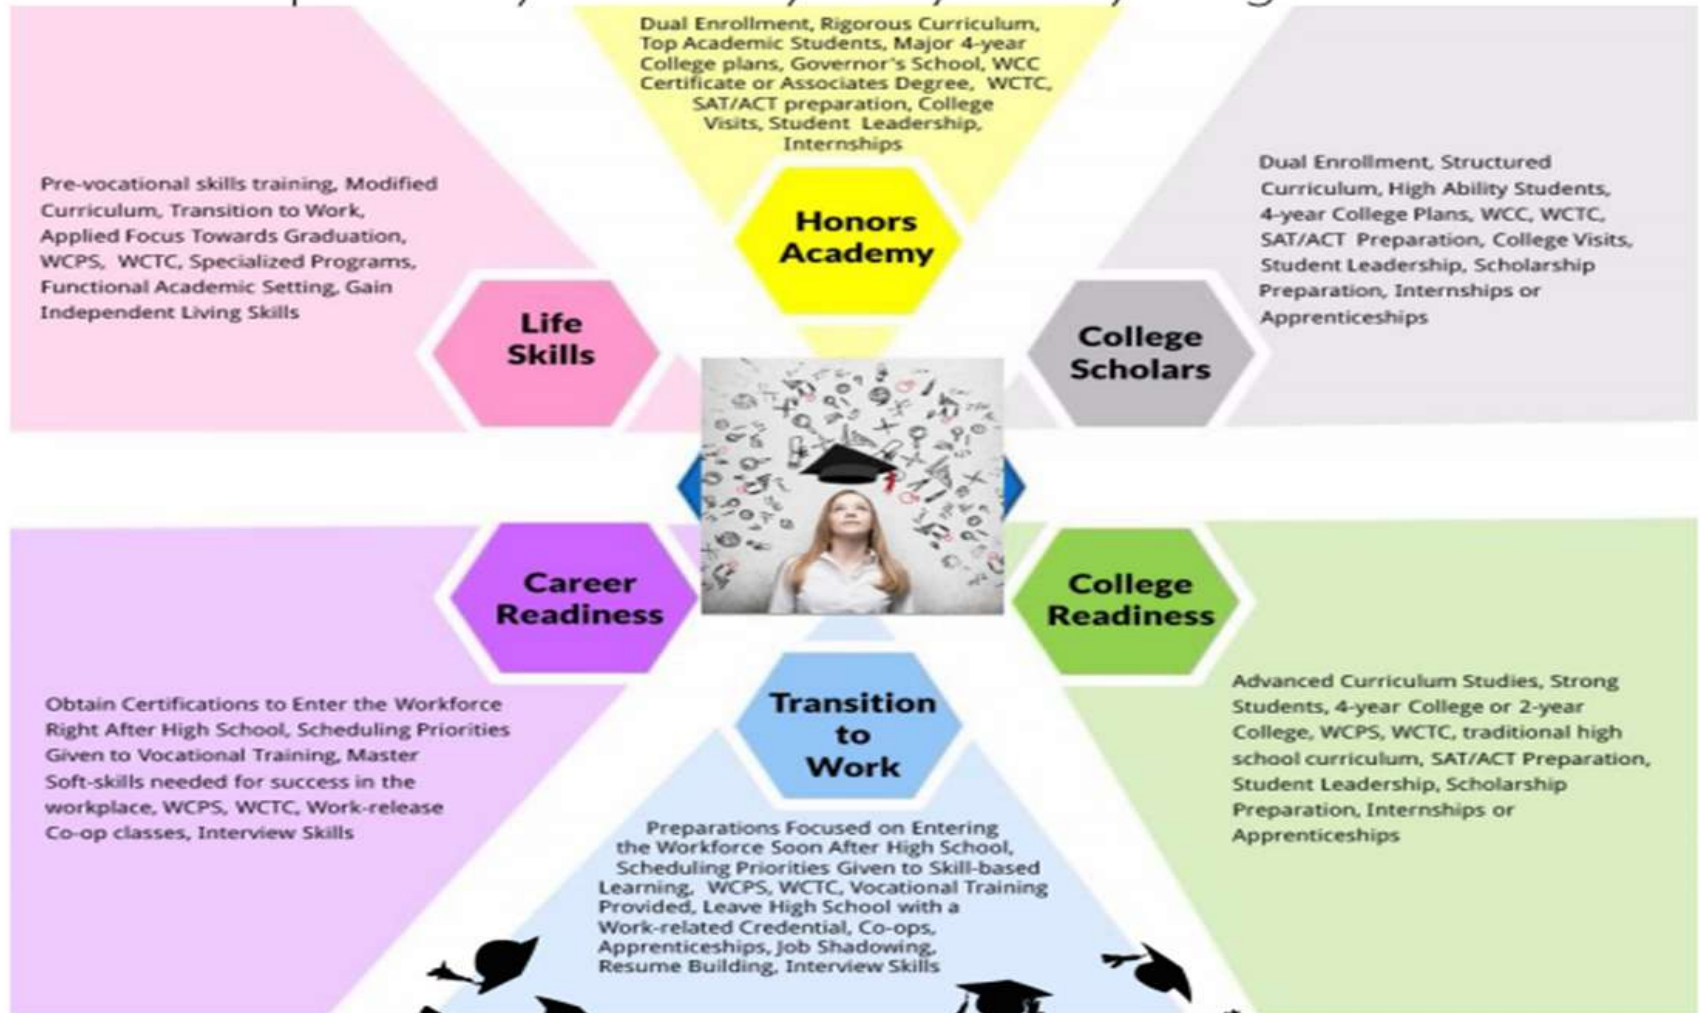 Dual Enrollment, Rigorous Curriculum,
Top Academic Students, Major 4-year
College plans, Governor's School, WCC
Certificate or Associates Degree, WCTC,
SAT/ACT preparation, College
Visits, Student Leadership,
Internships
Honors
Academy
Pre-vocational skills training, Modified
Curriculum, Transition to Work,
Applied Focus Towards Graduation,
WCPS, WCTC, Specialized Programs,
Functional Academic Setting, Gain
Independent Living Skills
Life
Skills
Dual Enrollment, Structured
Curriculum, High Ability Students,
4-year College Plans, WCC, WCTC,
SAT/ACT Preparation, College Visits,
Student Leadership, Scholarship
Preparation, Internships or
Apprenticeships
College
Scholars
Career
Readiness
Obtain Certifications to Enter the Workforce
Right After High School, Scheduling Priorities
Given to Vocational Training, Master
Soft-skills needed for success in the
workplace, WCPS, WCTC, Work-release
Co-op classes, Interview Skills
College
Readiness
Advanced Curriculum Studies, Strong
Students, 4-year College or 2-year
College, WCPS, WCTC, traditional high
school curriculum, SAT/ACT Preparation,
Student Leadership, Scholarship
Preparation, Internships or
Apprenticeships
Transition
to
Work
Preparations Focused on Entering
the Workforce Soon After High School,
Scheduling Priorities Given to Skill-based
Learning, WCPS, WCTC, Vocational Training
Provided, Leave High School with a
Work-related Credential, Co-ops,
Apprenticeships, Job Shadowing,
Resume Building, Interview Skills